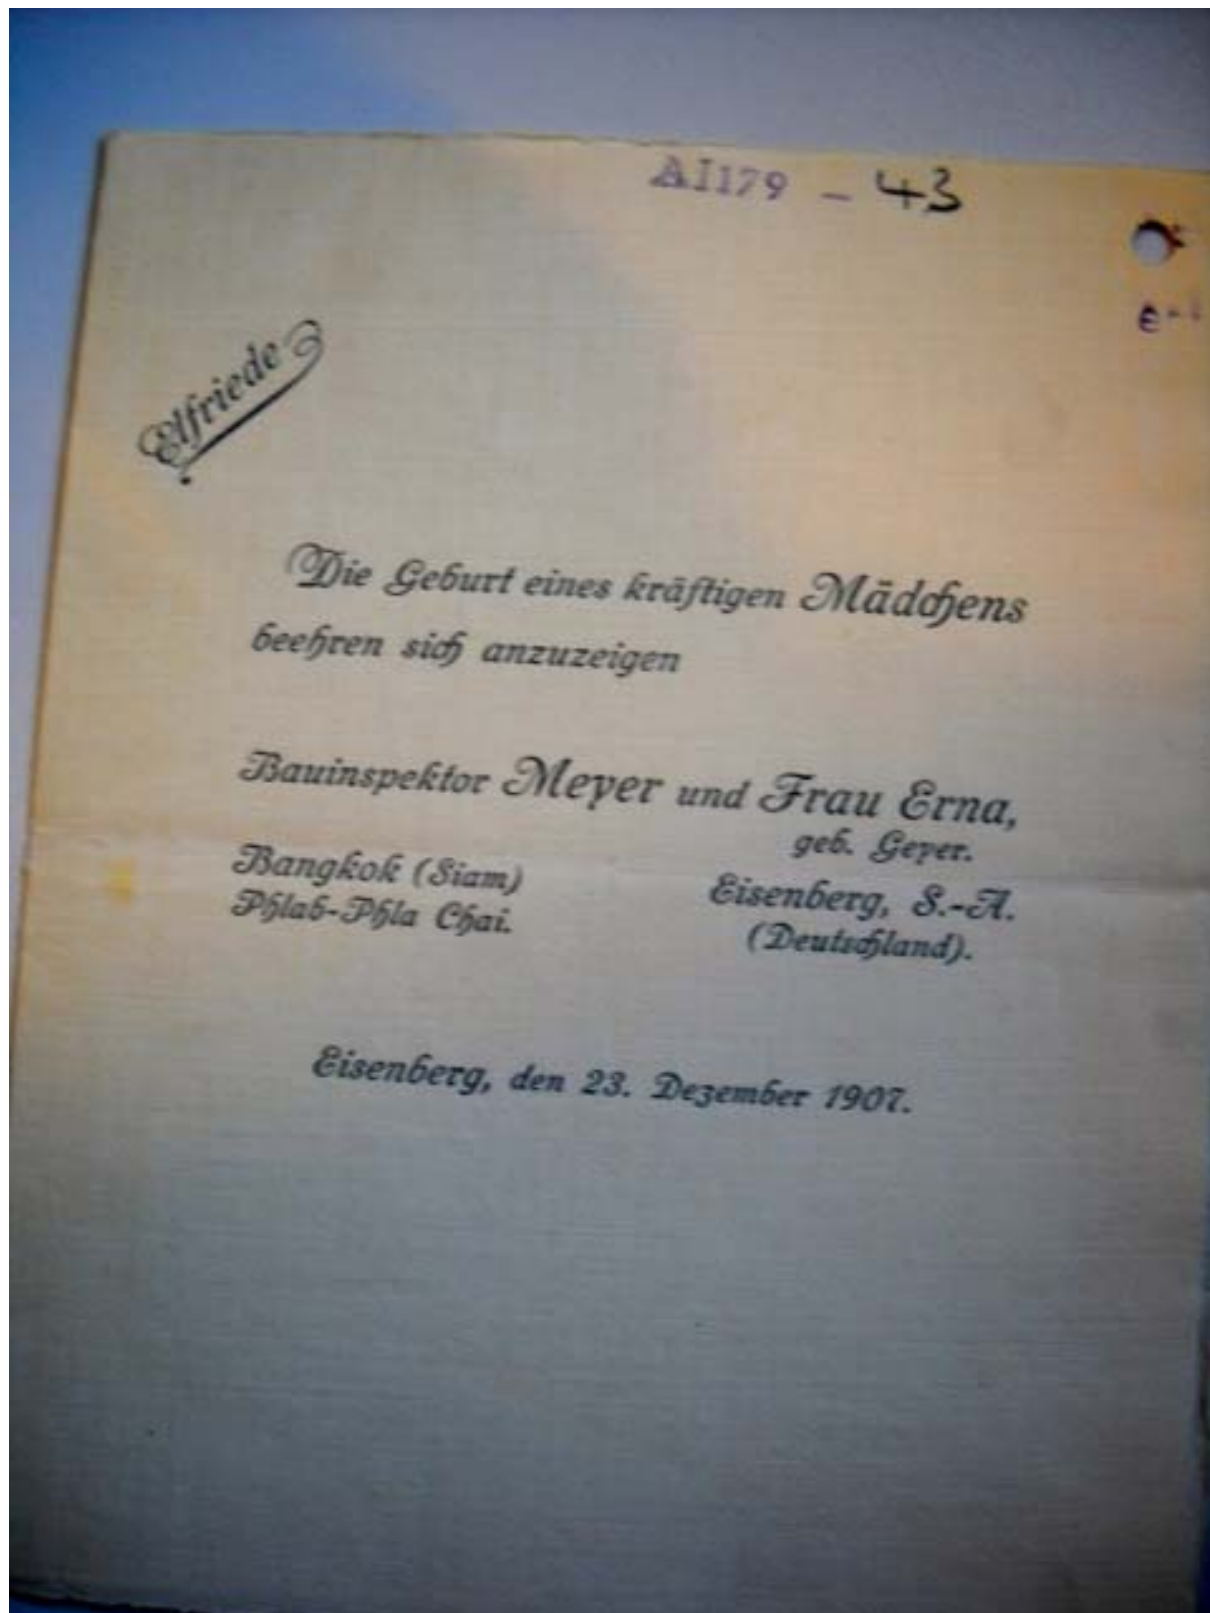 AI179 - 43
Elfriede
Die Geburt eines kräftigen Mädchens
beehren sich anzuzeigen
Bauinspektor Meyer und Frau Erna,
geb. Geyer.
Bangkok (Siam)
Phlab-Phla Chai.
Eisenberg, S.-A.
(Deutschland).
Eisenberg, den 23. Dezember 1907.